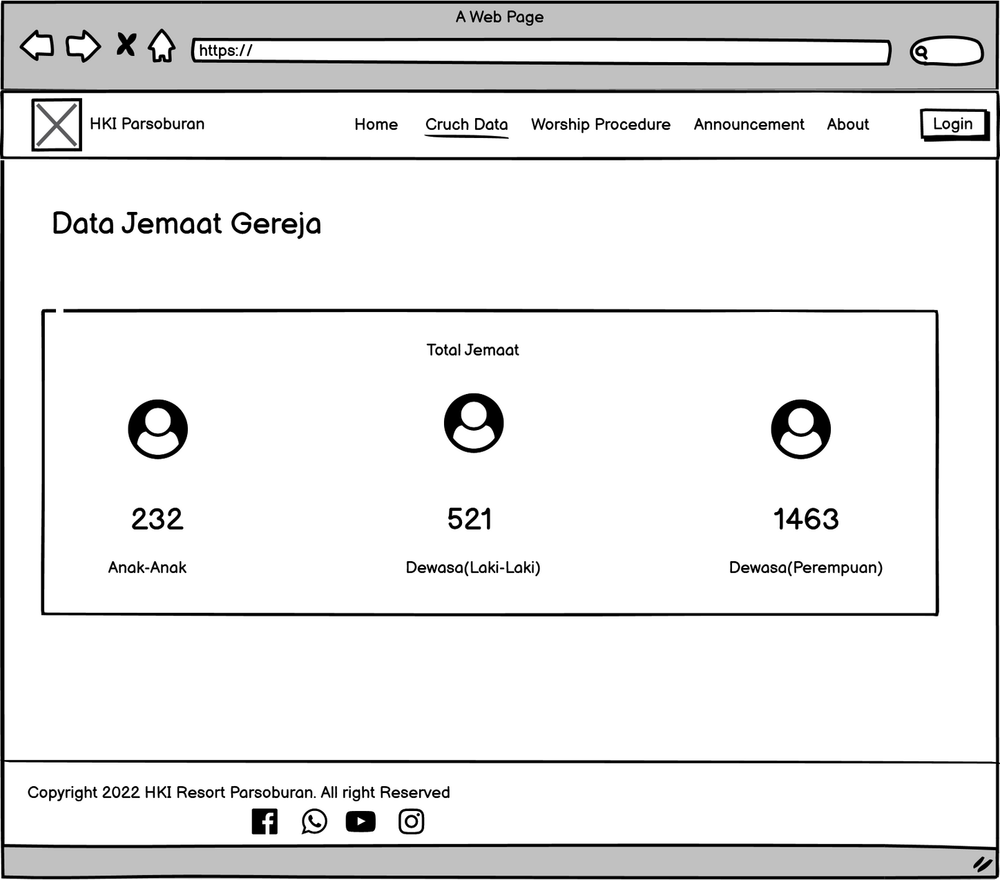 A Web Page
https://
HKI Parsoburan Home Cruch Data Worship Procedure Announcement About Login
Data Jemaat Gereja
Total Jemaat
232 521 1463
Anak-Anak Dewasa(Laki-Laki) Dewasa(Perempuan)
Copyright 2022 HKI Resort Parsoburan. All right Reserved